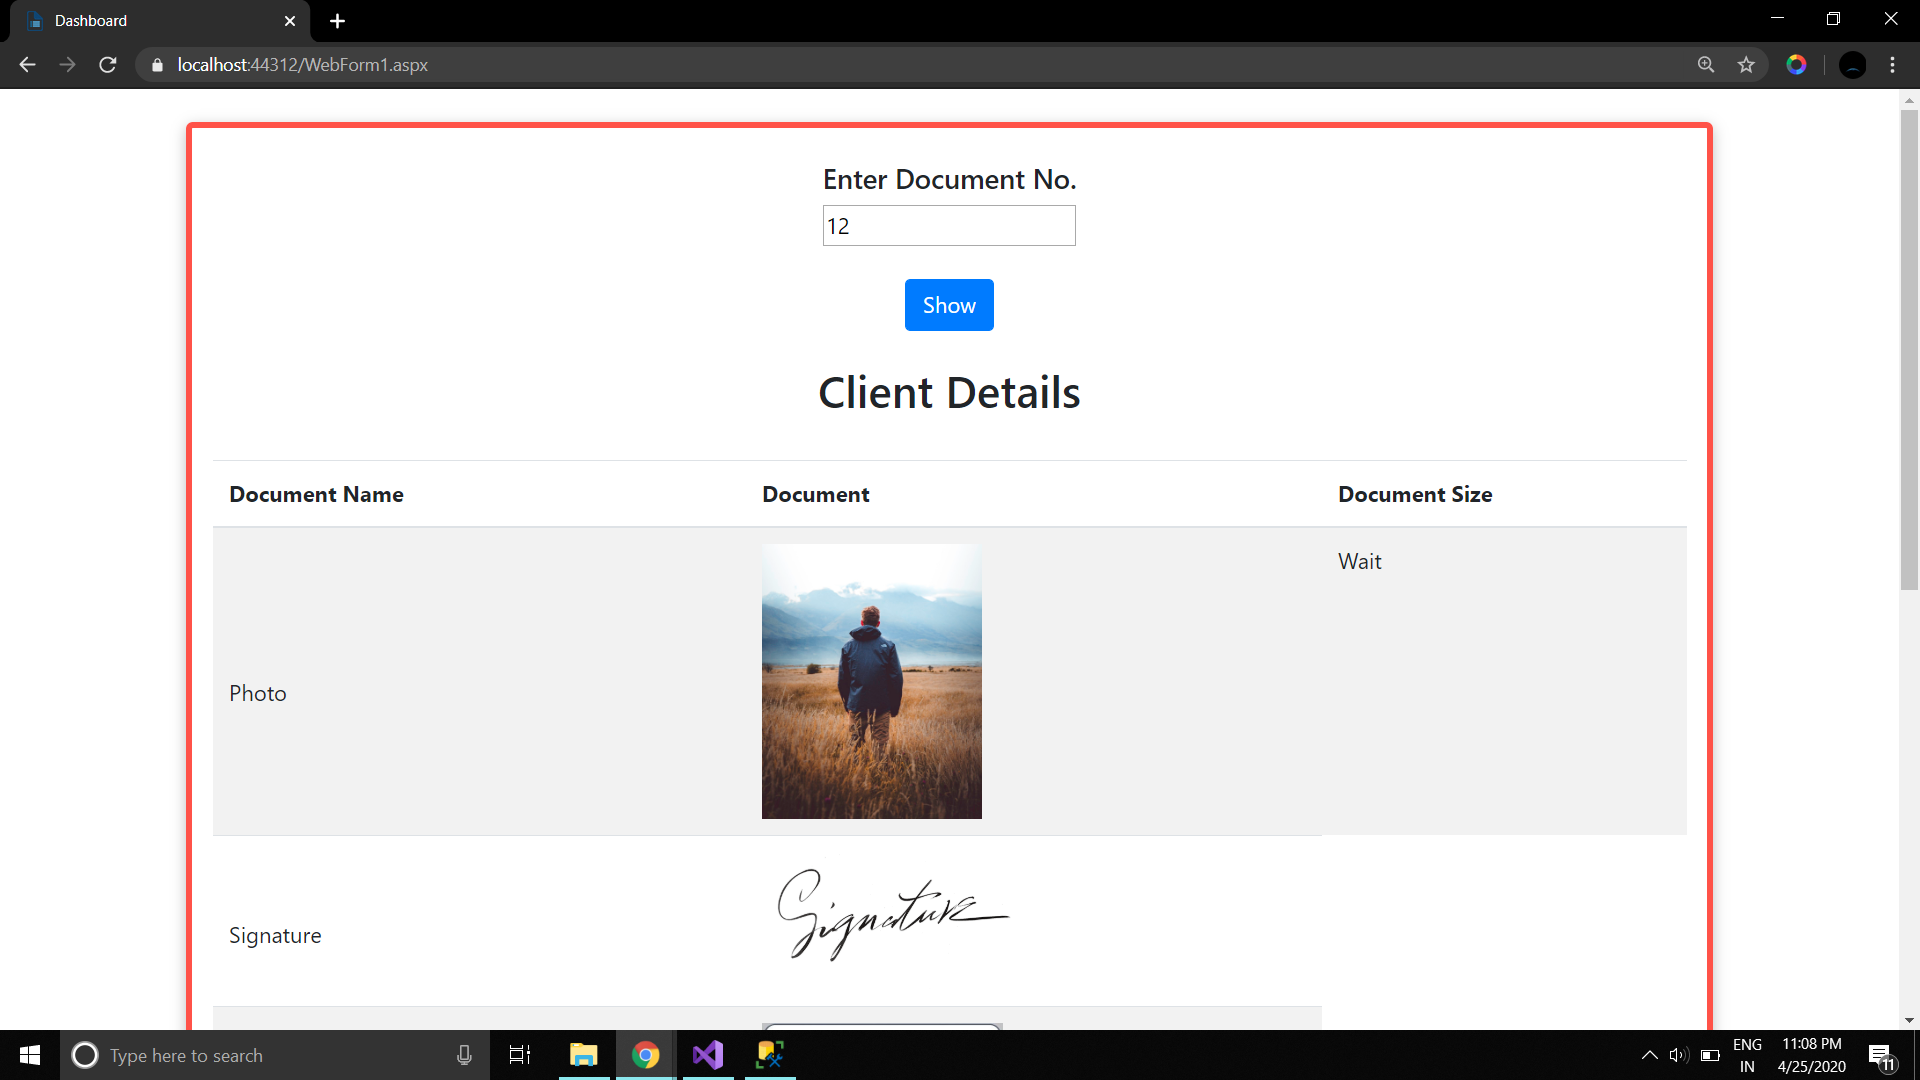 Dashboard
localhost:44312/WebForm1.aspx
Enter Document No.
12
Show
Client Details
Document Name Document Document Size
Wait
Photo
Signature
Signature
Type here to search
ENG
IN
11:08 PM
4/25/2020
11